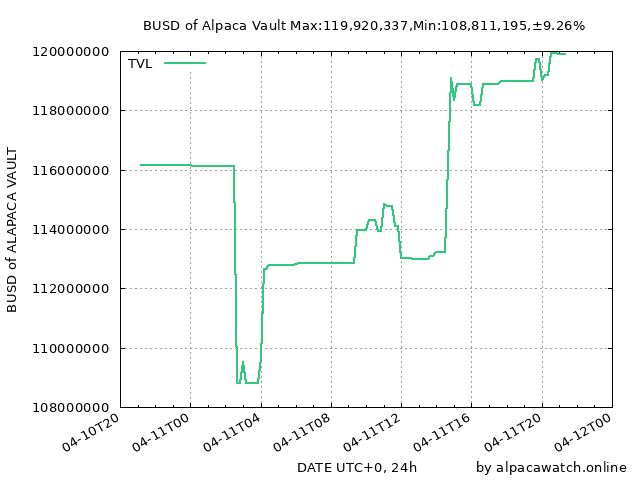 BUSD of Alpaca Vault Max:119,920,337,Min:108,811,195,±9.26%
TVL
120000000
118000000
116000000
114000000
112000000
110000000
108000000
BUSD of ALAPACA VAULT
04-10T20
04-11T00
04-11T04
04-11T08
04-11T12
04-11T16
04-11T20
04-12T00
DATE UTC+0, 24h
by alpacawatch.online